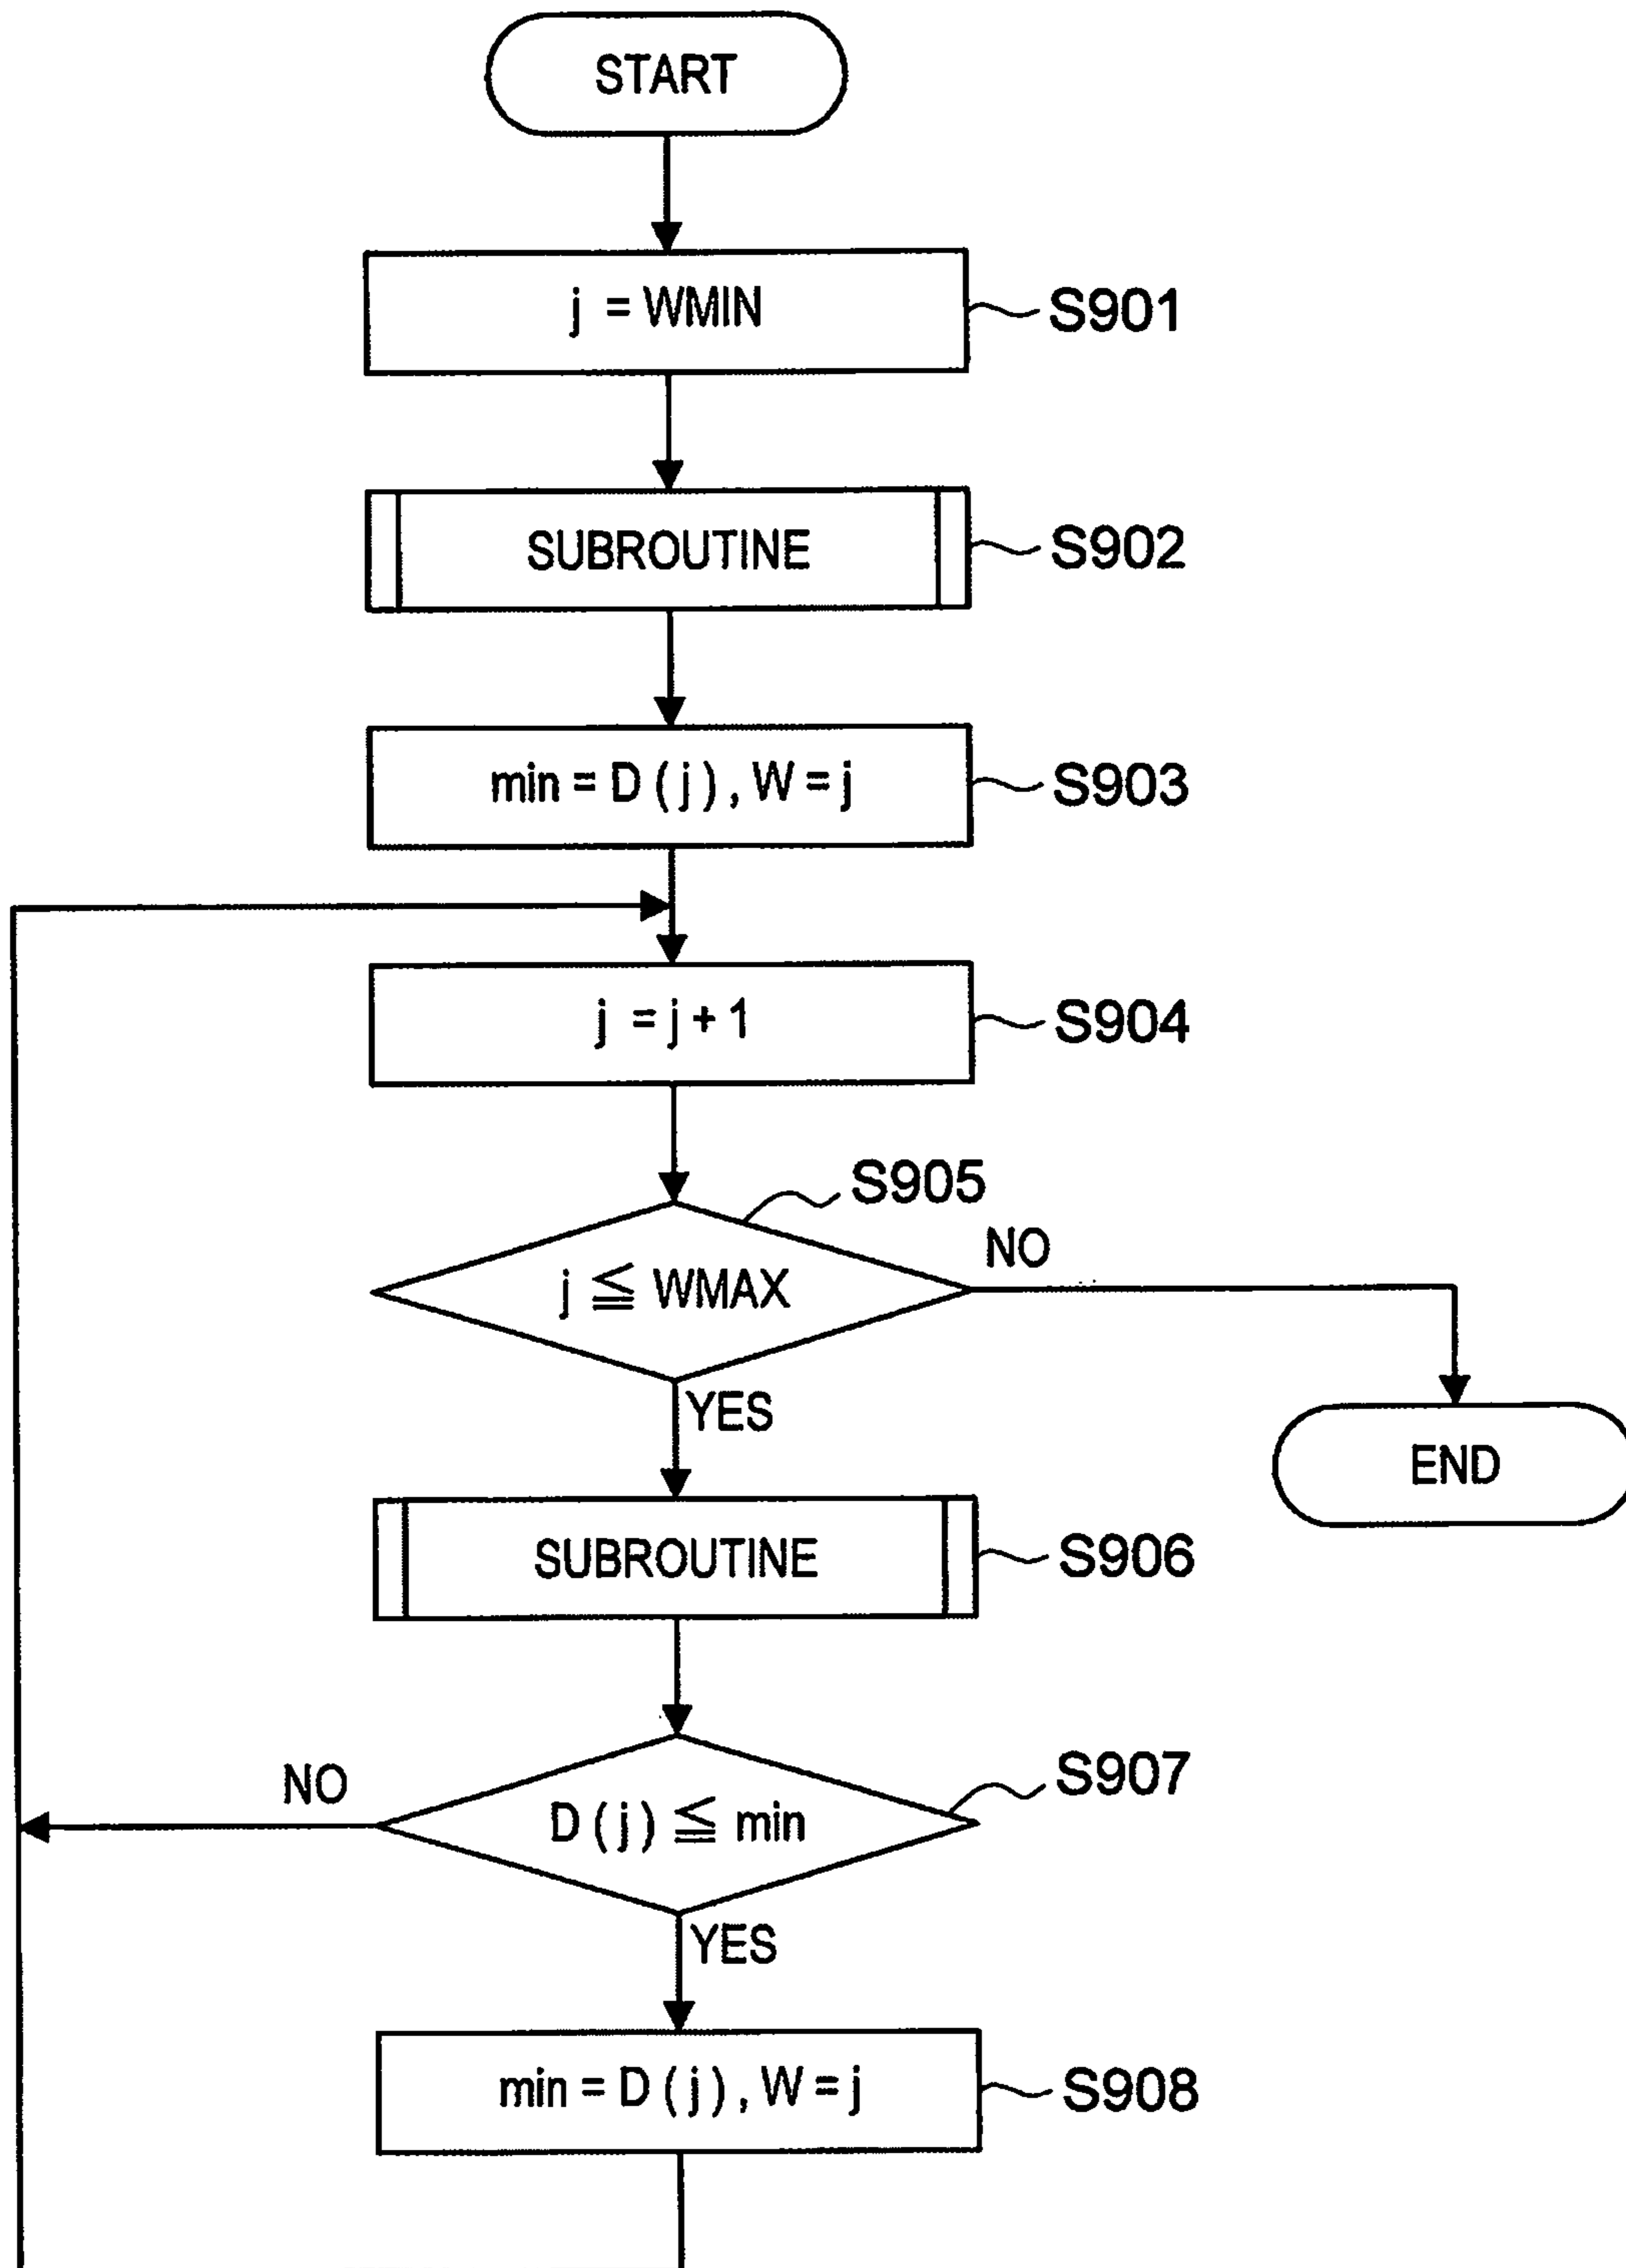 START
j = WMIN
S901
SUBROUTINE
S902
min = D ( j ) , W = j
S903
j = j + 1
S904
S905
j ≦ WMAX
NO
YES
END
SUBROUTINE
S906
S907
NO
D ( j ) ≦ min
YES
min = D ( j ) , W = j
S908